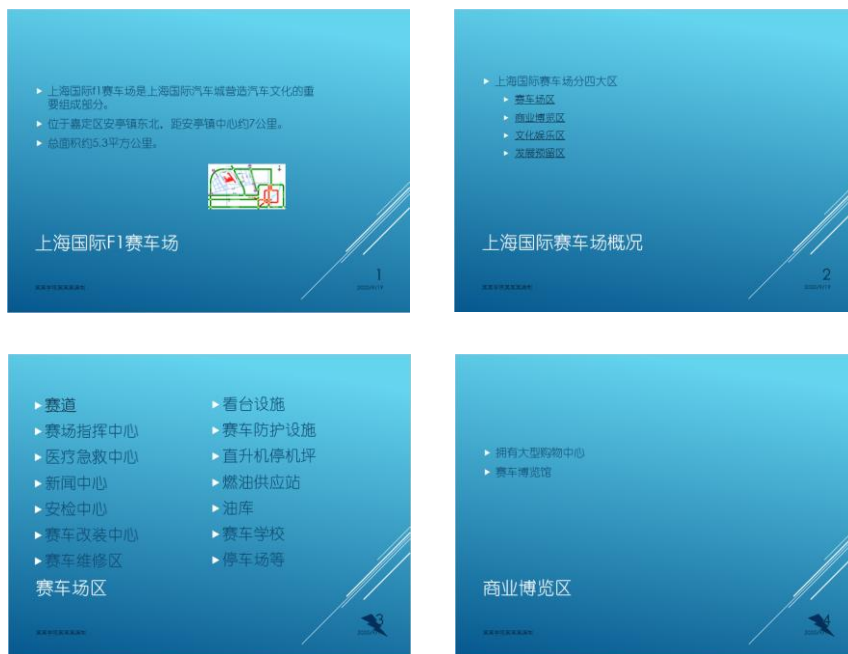 上海国际f1赛车场是上海国际汽车城营造汽车文化的重
要组成部分。
位于嘉定区安亭镇东北，距安亭镇中心约7公里。
总面积约5.3平方公里。
上海国际F1赛车场
1
上海国际赛车场分四大区
赛车场区
商业博览区
文化娱乐区
发展预留区
上海国际赛车场概况
2
赛道
赛场指挥中心
医疗急救中心
新闻中心
安检中心
赛车改装中心
赛车维修区
看台设施
赛车防护设施
直升机停机坪
燃油供应站
油库
赛车学校
停车场等
赛车场区
3
拥有大型购物中心
赛车博览馆
商业博览区
4